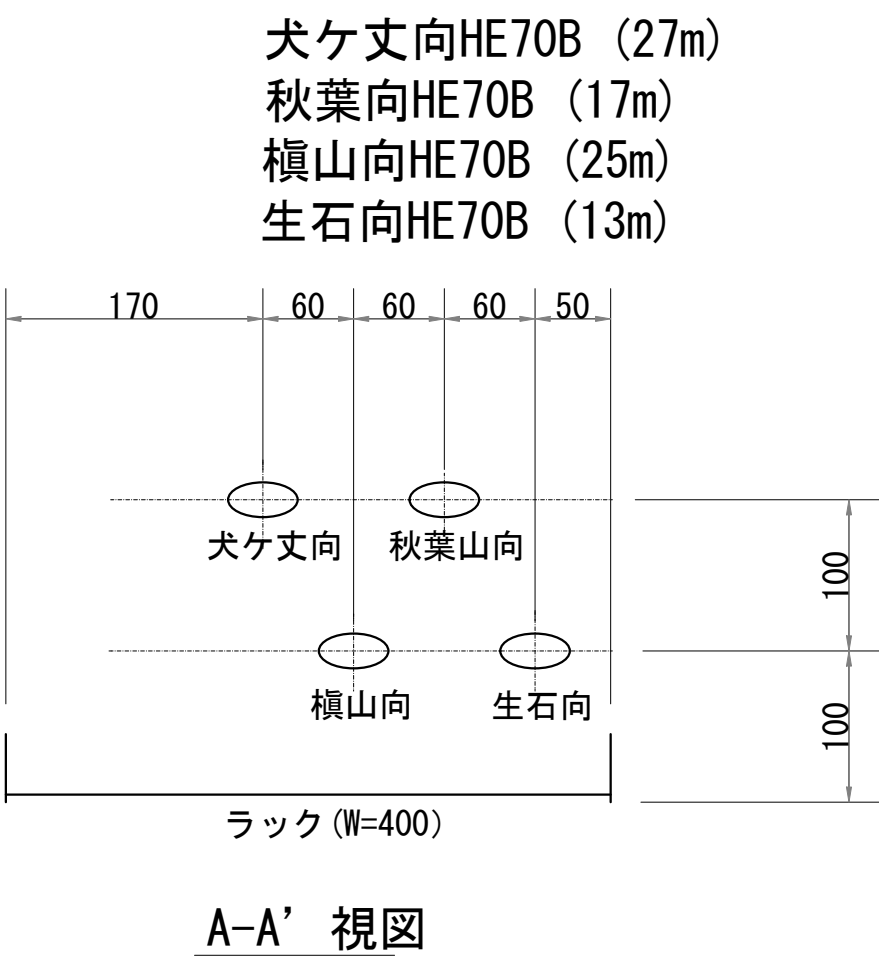 犬ケ丈向HE70B (27m)
秋葉向HE70B (17m)
槇山向HE70B (25m)
生石向HE70B (13m)
170 60 60 60 50
犬ケ丈向 秋葉山向
100
槇山向 生石向
100
ラック(W=400)
A-A' 視図